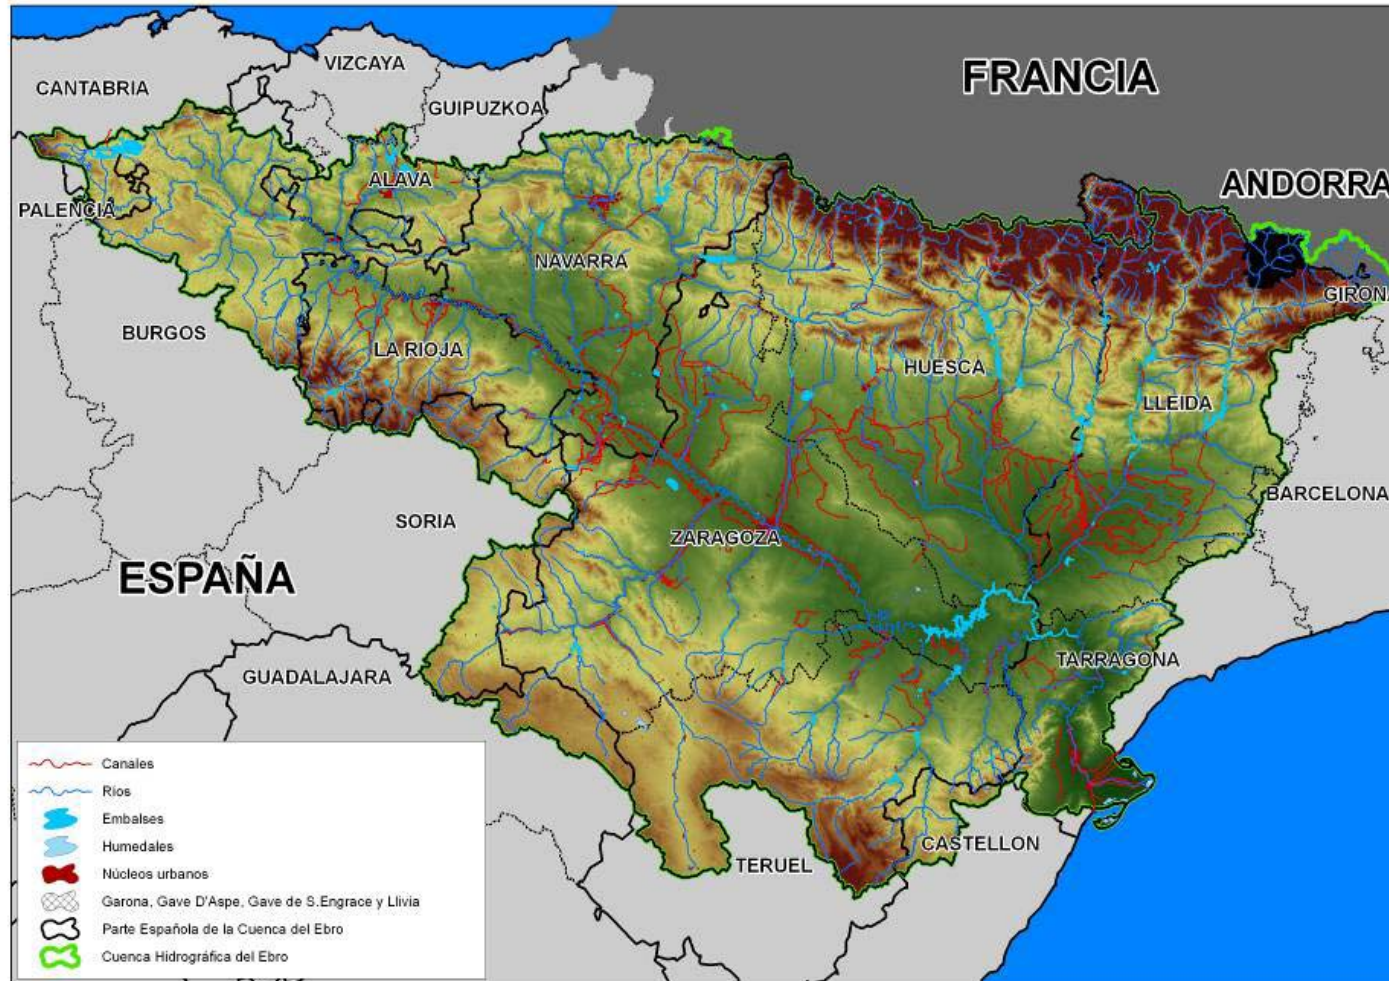 FRANCIA
VIZCAYA
CANTABRIA
GUIPUZKOA
ALAVA
ANDORRA
PALENCIA
NAVARRA
GIRON
BURGOS
LA RIOJA
HUESCA
LLEIDA
BARCELONA
SORIA
ZARAGOZA
ESPAÑA
TARRAGONA
GUADALAJARA
CASTELLON
TERUEL
Canales
Ríos
Embalses
Humedales
Núcleos urbanos
Garona, Gave D'Aspe, Gave de S.Engrace y Llivia
Parte Española de la Cuenca del Ebro
Cuenca Hidrográfica del Ebro